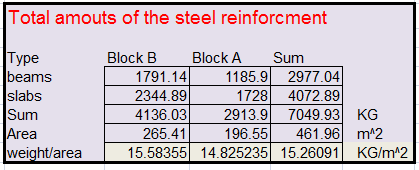 Total amouts of the steel reinforcment
Type Block B Block A Sum
beams 1791.14 1185.9 2977.04
slabs 2344.89 1728 4072.89
Sum 4136.03 2913.9 7049.93 KG
Area 265.41 196.55 461.96 m^2
weight/area 15.58355 14.825235 15.26091 KG/m^2